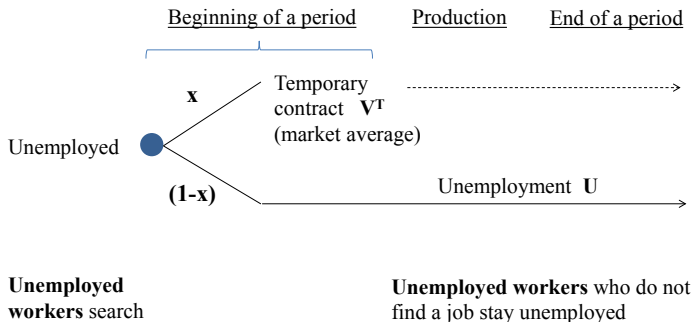 Beginning of a period Production End of a period
x
Temporary
contract V^T
(market average)
Unemployed
(1-x)
Unemployment U
Unemployed
workers search
Unemployed workers who do not
find a job stay unemployed